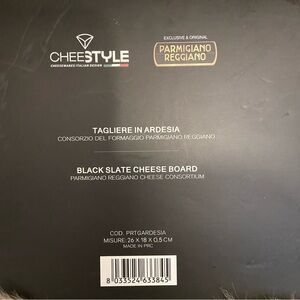 CHEESTYLE
CHEESEWARES ITALIAN DESIGN
EXCLUSIVE & ORIGINAL
PARMIGIANO
REGGIANO
TAGLIERE IN ARDESIA
CONSORZIO DEL FORMAGGIO PARMIGIANO REGGIANO
BLACK SLATE CHEESE BOARD
PARMIGIANO REGGIANO CHEESE CONSORTIUM
COD. PRTGARDESIA
MISURE: 26 X 18 X 0,5 CM
MADE IN PRC
8 033524 633845